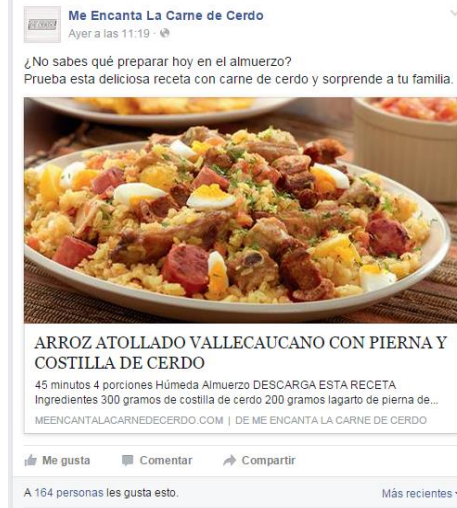 Me Encanta La Carne de Cerdo
Ayer a las 11:19 ·
¿No sabes qué preparar hoy en el almuerzo?
Prueba esta deliciosa receta con carne de cerdo y sorprende a tu familia.
ARROZ ATOLLADO VALLECAUCANO CON PIERNA Y
COSTILLA DE CERDO
45 minutos 4 porciones Húmeda Almuerzo DESCARGA ESTA RECETA
Ingredientes 300 gramos de costilla de cerdo 200 gramos lagarto de pierna de...
MEENCANTALACARNEDECERDO.COM | DE ME ENCANTA LA CARNE DE CERDO
Me gusta Comentar Compartir
A 164 personas les gusta esto. Más recientes